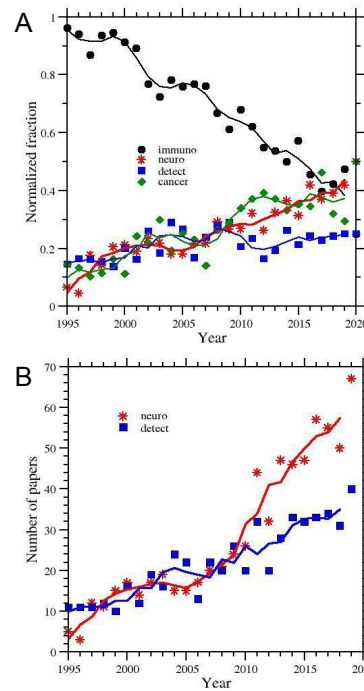 A
1
0.8
0.6
0.4
0.2
0
Normalized fraction
immuno
neuro
detect
cancer
1995 2000 2005 2010 2015 2020
Year
B
70
60
50
40
30
20
10
0
Number of papers
neuro
detect
1995 2000 2005 2010 2015 2020
Year